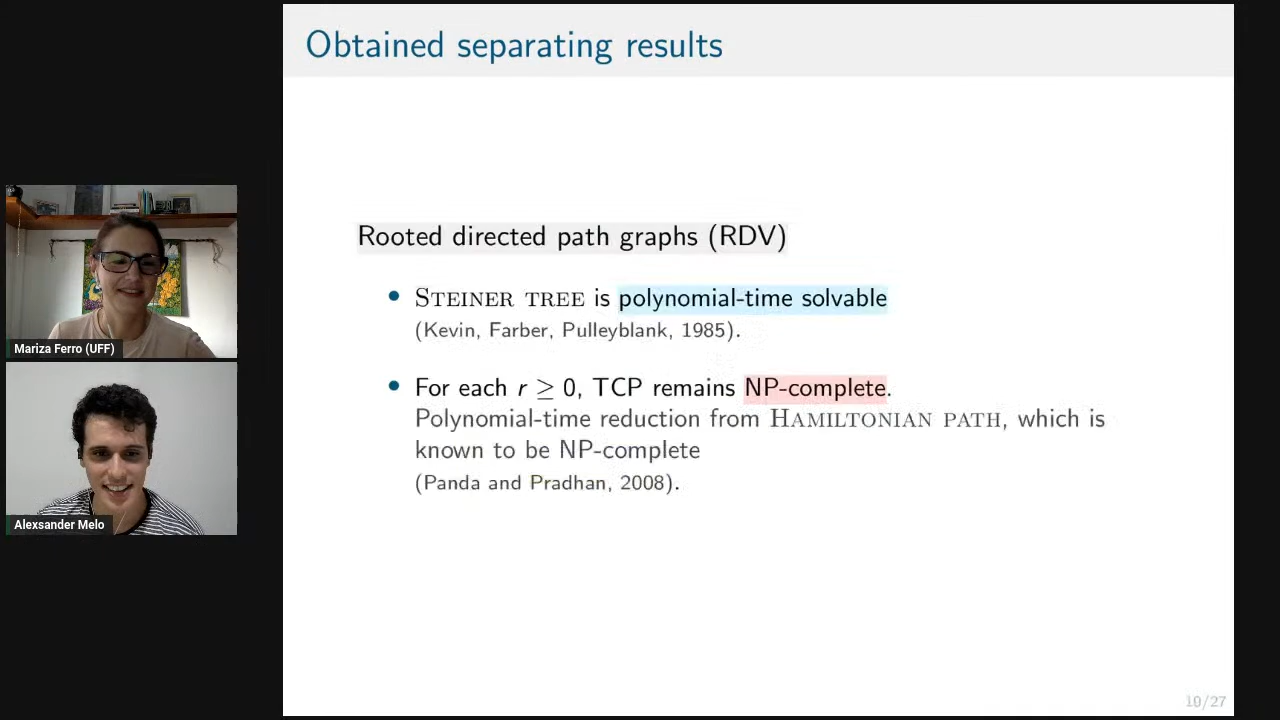 Obtained separating results
Rooted directed path graphs (RDV)
• STEINER TREE is polynomial-time solvable
(Kevin, Farber, Pulleyblank, 1985).
• For each r ≥ 0, TCP remains NP-complete.
Polynomial-time reduction from HAMILTONIAN PATH, which is
known to be NP-complete
(Panda and Pradhan, 2008).
Mariza Ferro (UFF)
Alexsander Melo
19/27